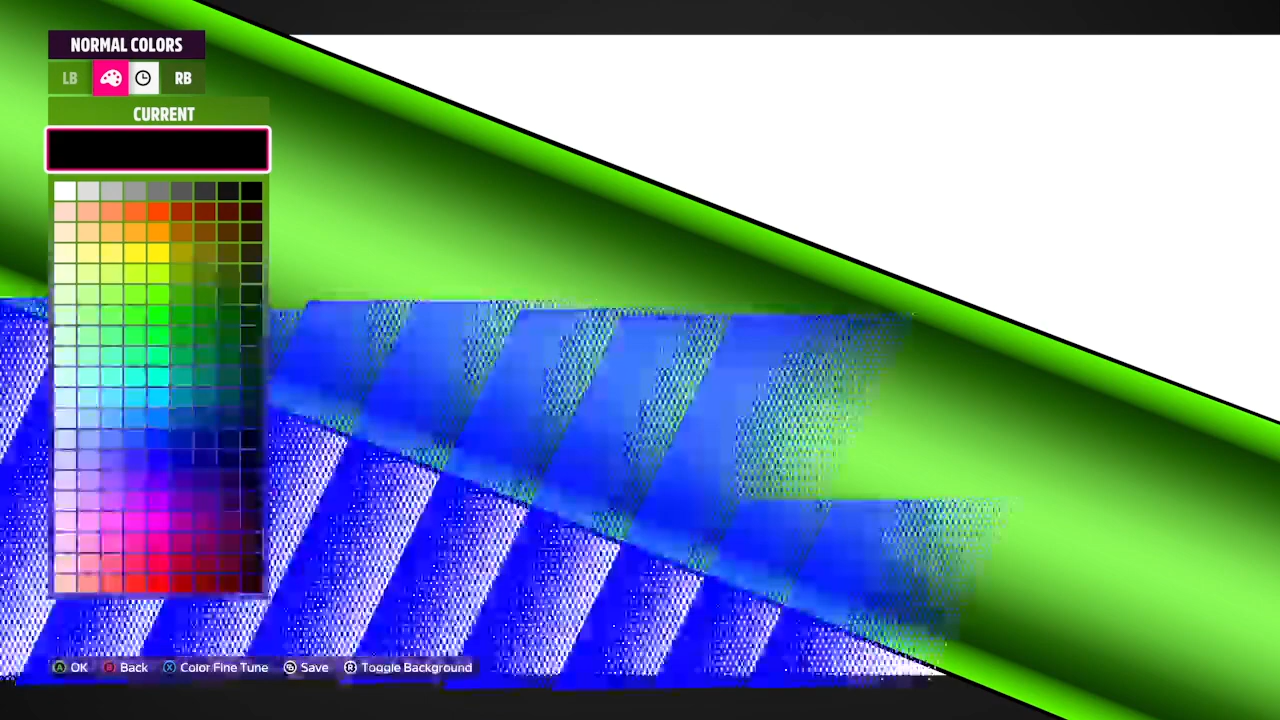 NORMAL COLORS
LB RB
CURRENT
A OK B Back X Color Fine Tune Save R Toggle Background